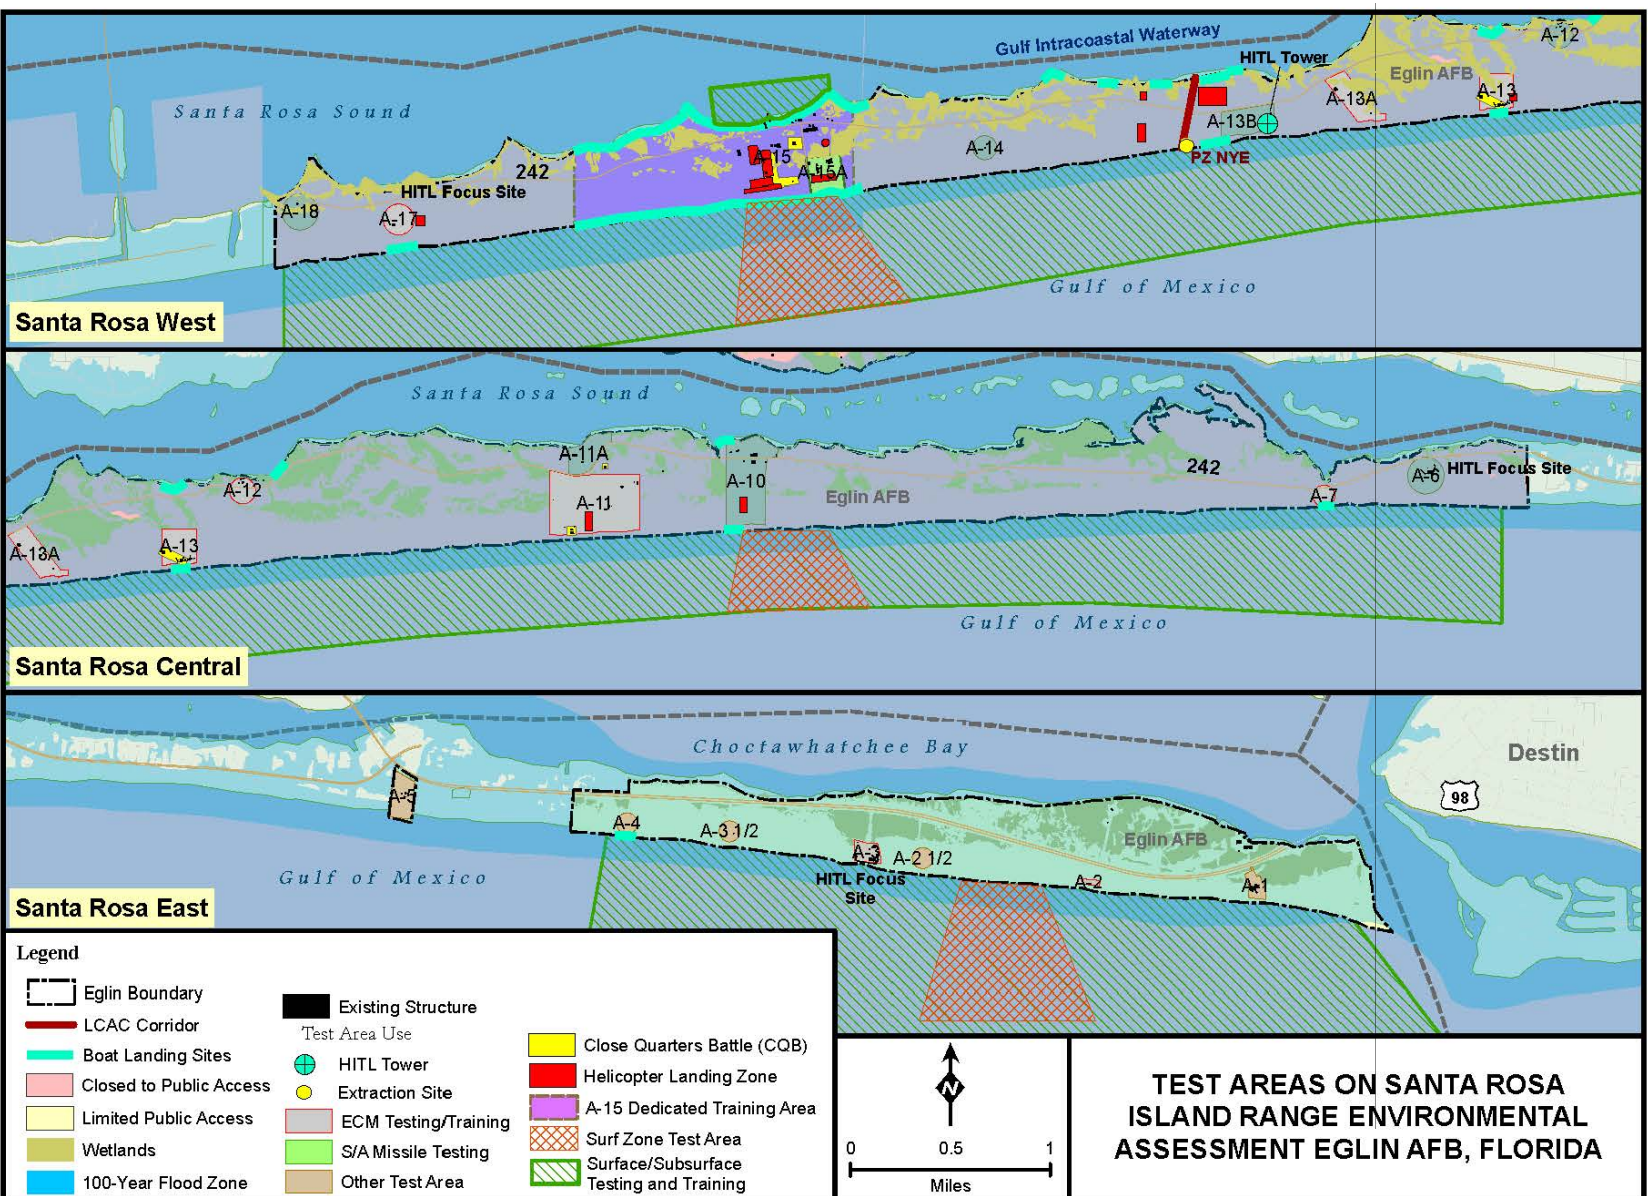 Gulf Intracoastal Waterway
HITL Tower
A-12
Eglin AFB
Santa Rosa Sound
A-13A
A-13
A-13B
A-14
PZ NYE
242
A-15
A-15A
HITL Focus Site
A-18
A-17
Gulf of Mexico
Santa Rosa West
Santa Rosa Sound
A-11A
242
A-6
HITL Focus Site
A-12
A-10
Eglin AFB
A-7
A-11
A-13A
A-13
Gulf of Mexico
Santa Rosa Central
Choctawhatchee Bay
Destin
98
A-5
A-4
A-3 1/2
Eglin AFB
A-3
A-2 1/2
HITL Focus
Site
A-2
A-1
Gulf of Mexico
Santa Rosa East
Legend
Eglin Boundary
LCAC Corridor
Boat Landing Sites
Closed to Public Access
Limited Public Access
Wetlands
100-Year Flood Zone
Existing Structure
Test Area Use
HITL Tower
Extraction Site
ECM Testing/Training
S/A Missile Testing
Other Test Area
Close Quarters Battle (CQB)
Helicopter Landing Zone
A-15 Dedicated Training Area
Surf Zone Test Area
Surface/Subsurface
Testing and Training
N
0 0.5 1
Miles
TEST AREAS ON SANTA ROSA
ISLAND RANGE ENVIRONMENTAL
ASSESSMENT EGLIN AFB, FLORIDA